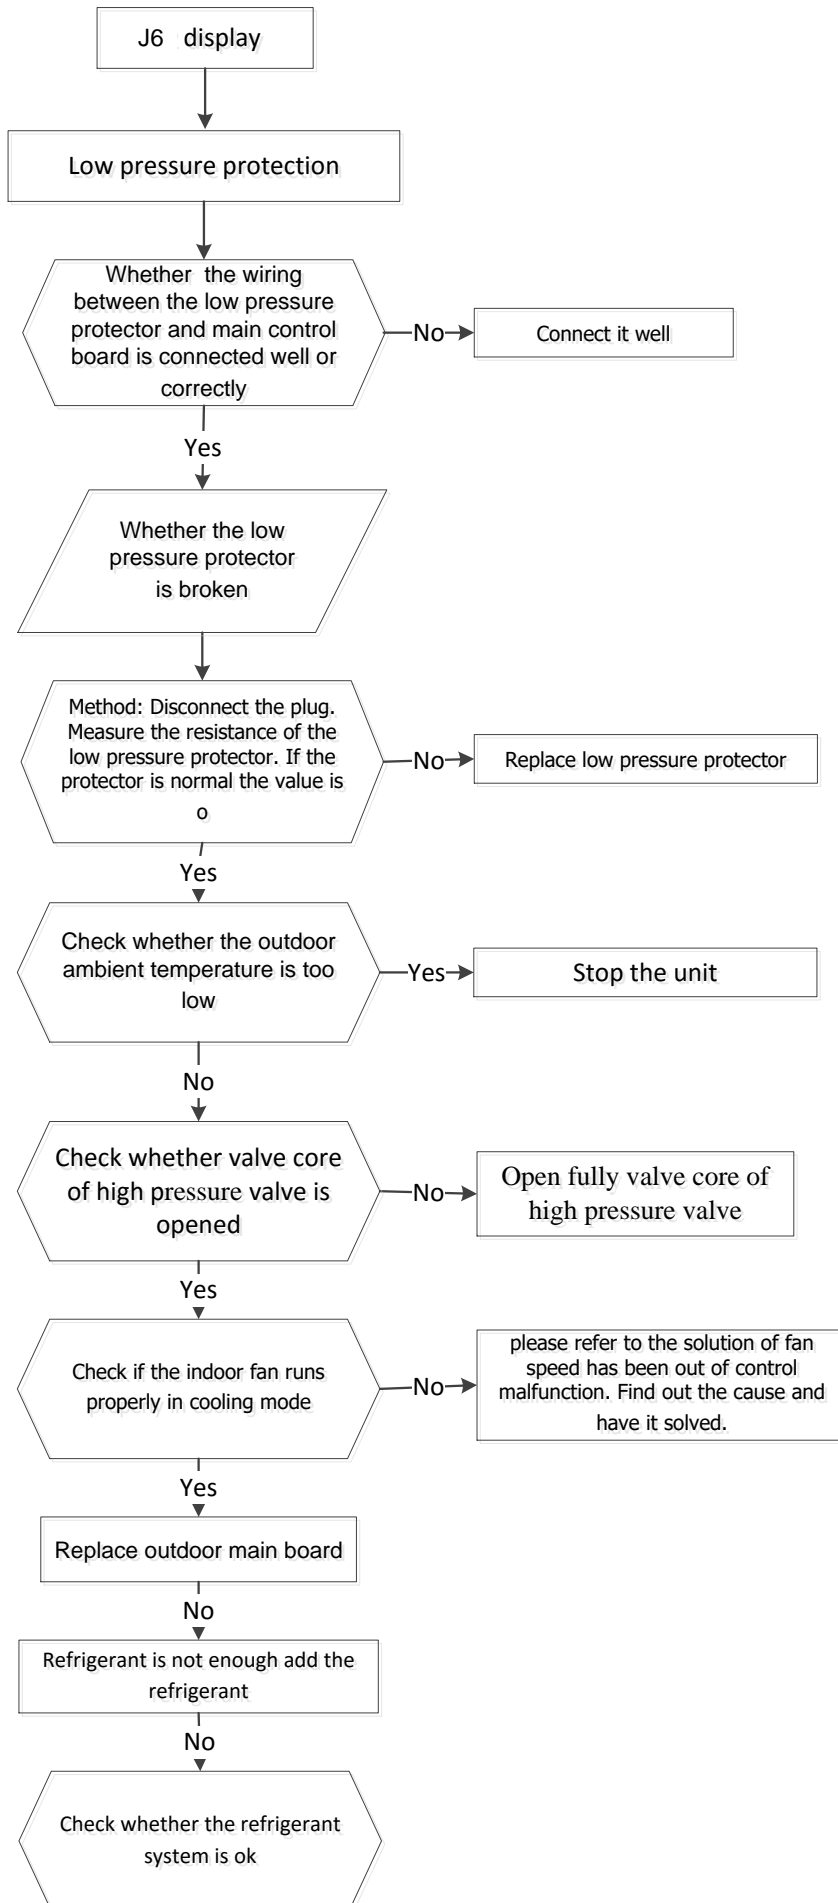 J6 display
Low pressure protection
Whether the wiring
between the low pressure
protector and main control
board is connected well or
correctly
No
Connect it well
Yes
Whether the low
pressure protector
is broken
Method: Disconnect the plug.
Measure the resistance of the
low pressure protector. If the
protector is normal the value is
o
No
Replace low pressure protector
Yes
Check whether the outdoor
ambient temperature is too
low
Yes
Stop the unit
No
Check whether valve core
of high pressure valve is
opened
No
Open fully valve core of
high pressure valve
Yes
Check if the indoor fan runs
properly in cooling mode
No
please refer to the solution of fan
speed has been out of control
malfunction. Find out the cause and
have it solved.
Yes
Replace outdoor main board
No
Refrigerant is not enough add the
refrigerant
No
Check whether the refrigerant
system is ok